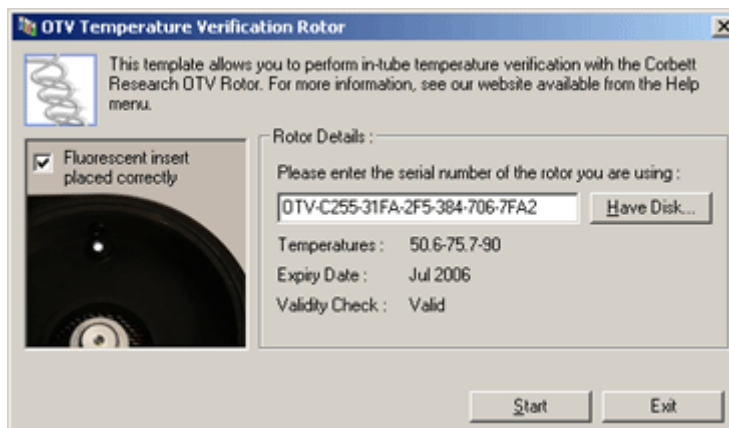 OTV Temperature Verification Rotor
This template allows you to perform in-tube temperature verification with the Corbett
Research OTV Rotor. For more information, see our website available from the Help
menu.
Fluorescent insert
placed correctly
Rotor Details :
Please enter the serial number of the rotor you are using :
OTV-C255-31FA-2F5-384-706-7FA2
Have Disk...
Temperatures : 50.6-75.7-90
Expiry Date : Jul 2006
Validity Check : Valid
Start Exit